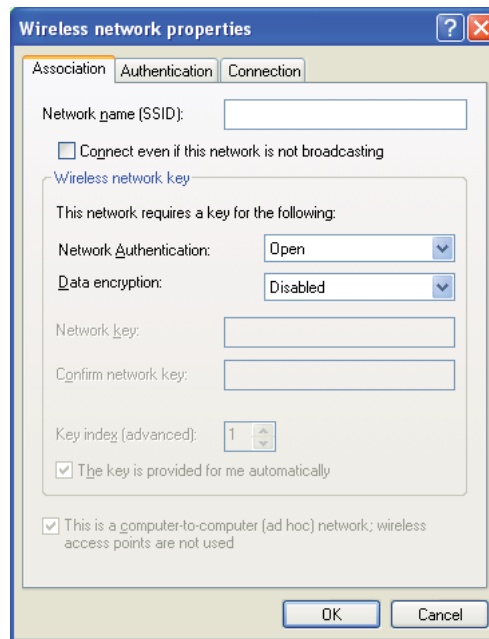 Wireless network properties
Association Authentication Connection
Network name (SSID):
Connect even if this network is not broadcasting
Wireless network key
This network requires a key for the following:
Network Authentication: Open
Data encryption: Disabled
Network key:
Confirm network key:
Key index (advanced): 1
The key is provided for me automatically
This is a computer-to-computer (ad hoc) network; wireless
access points are not used
OK Cancel